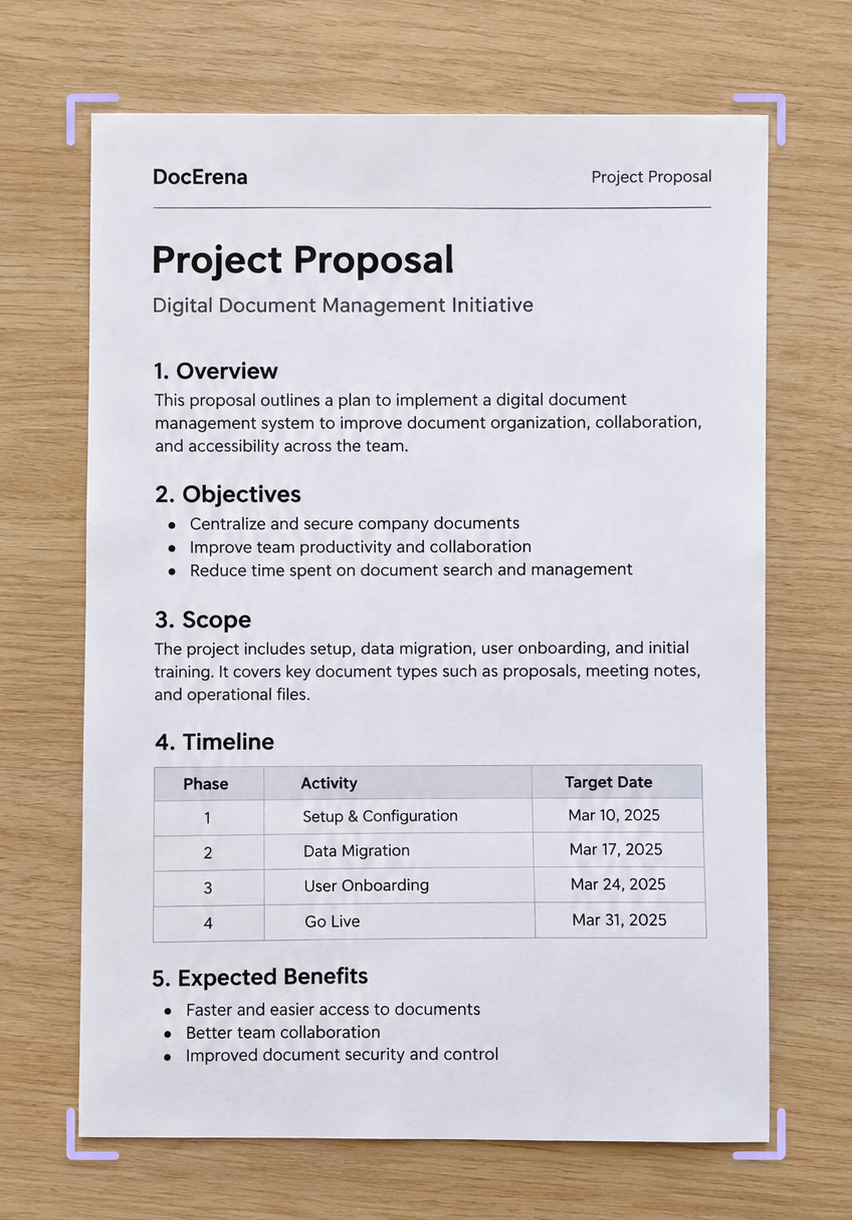 DocErena
Project Proposal
Project Proposal
Digital Document Management Initiative
1. Overview
This proposal outlines a plan to implement a digital document
management system to improve document organization, collaboration,
and accessibility across the team.
2. Objectives
• Centralize and secure company documents
• Improve team productivity and collaboration
• Reduce time spent on document search and management
3. Scope
The project includes setup, data migration, user onboarding, and initial
training. It covers key document types such as proposals, meeting notes,
and operational files.
4. Timeline
Phase Activity Target Date
1 Setup & Configuration Mar 10, 2025
2 Data Migration Mar 17, 2025
3 User Onboarding Mar 24, 2025
4 Go Live Mar 31, 2025
5. Expected Benefits
• Faster and easier access to documents
• Better team collaboration
• Improved document security and control